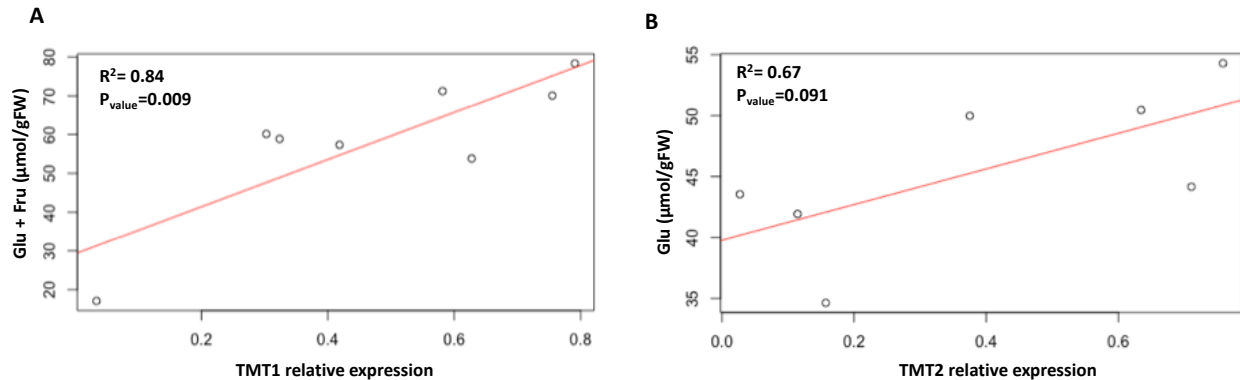 A
R²= 0.84
Pvalue=0.009
Glu + Fru (μmol/gFW)
80
70
60
50
40
30
20
0.2
0.4
0.6
0.8
TMT1 relative expression
B
R²= 0.67
Pvalue=0.091
Glu (μmol/gFW)
55
50
45
40
35
0.0
0.2
0.4
0.6
TMT2 relative expression